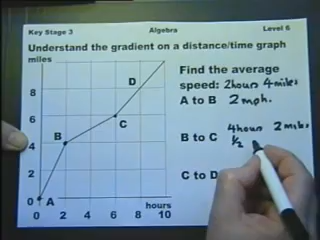 Key Stage 3 Algebra Level 6
Understand the gradient on a distance/time graph
miles
Find the average
speed: 2hours 4miles
A to B 2mph.
B to C 4hours 2miles
½
C to D
8
6
4
2
0
A
B
C
D
0 2 4 6 8 10
hours